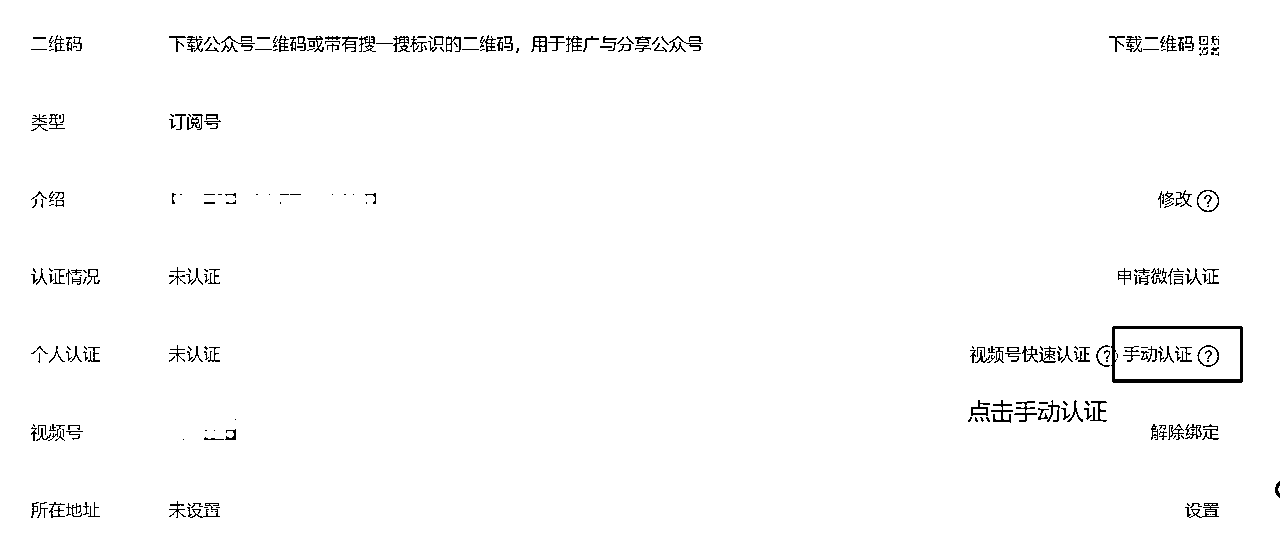 二维码 下载公众号二维码或带有搜一搜标识的二维码，用于推广与分享公众号 下载二维码
类型 订阅号
介绍 修改 ?
认证情况 未认证 申请微信认证
个人认证 未认证 视频号快速认证 ? 手动认证 ?
点击手动认证
视频号 解除绑定
所在地址 未设置 设置